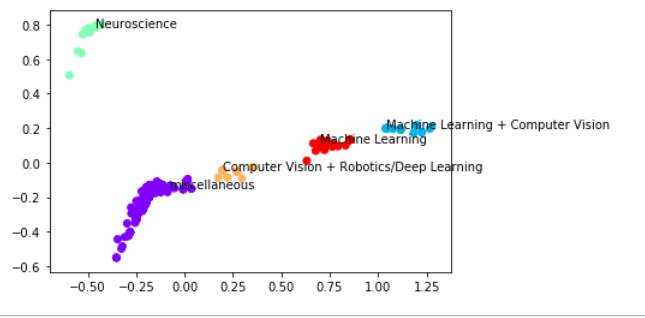 0.8
Neuroscience
0.6
0.4
0.2
Machine Learning + Computer Vision
Machine Learning
0.0
Computer Vision + Robotics/Deep Learning
miscellaneous
−0.2
−0.4
−0.6
−0.50 −0.25 0.00 0.25 0.50 0.75 1.00 1.25